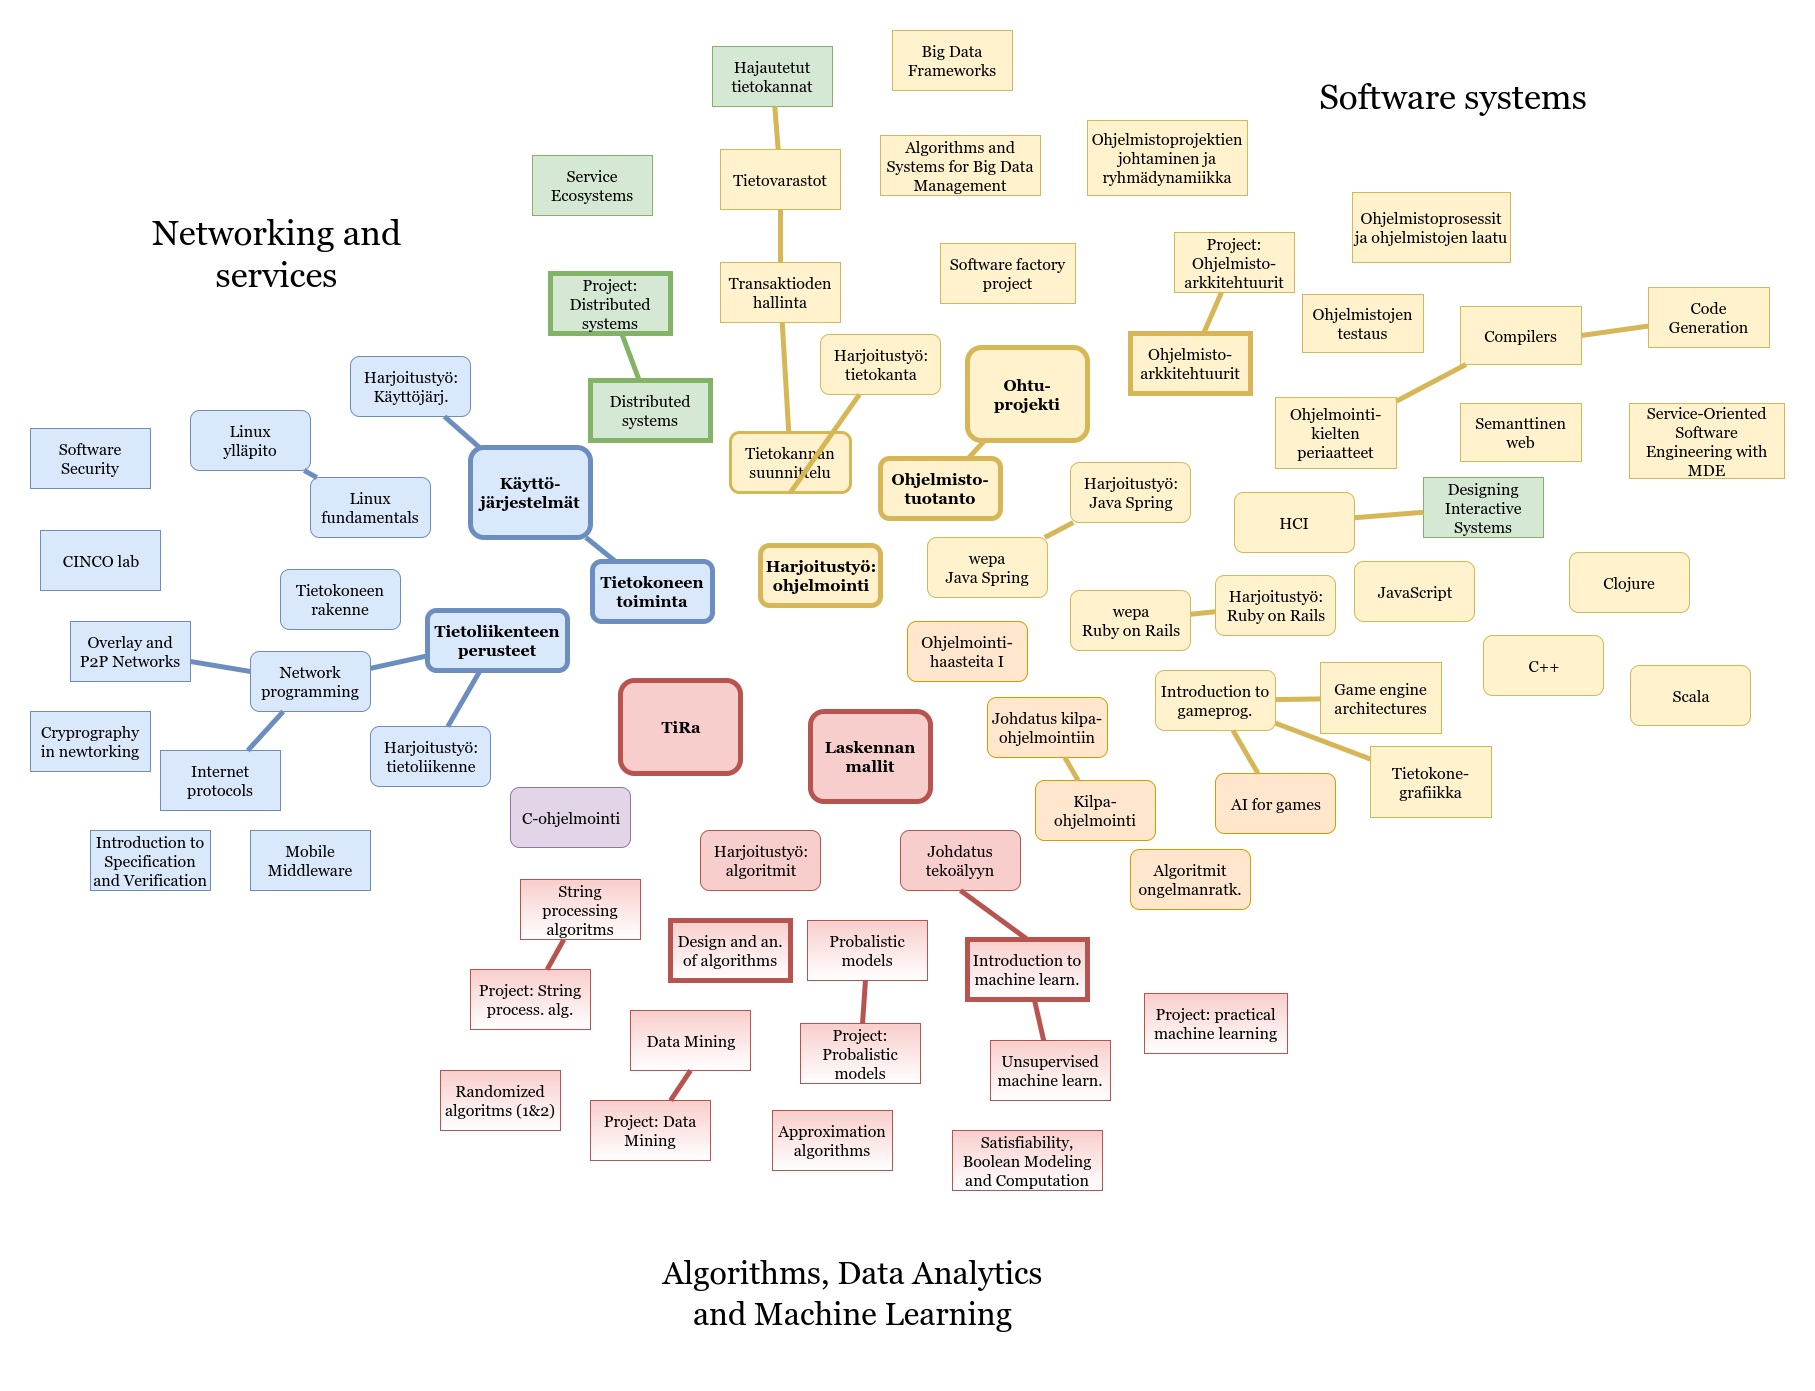 Hajautetut
tietokannat
Big Data
Frameworks
Software systems
Service
Ecosystems
Tietovarastot
Algorithms and
Systems for Big Data
Management
Ohjelmistoprojektien
johtaminen ja
ryhmädynamiikka
Networking and
services
Ohjelmistoprosessit
ja ohjelmistojen laatu
Project:
Distributed
systems
Transaktioden
hallinta
Software factory
project
Project:
Ohjelmisto-
arkkitehtuurit
Ohjelmistojen
testaus
Compilers
Code
Generation
Harjoitustyö:
Käyttöjärj.
Harjoitustyö:
tietokanta
Ohtu-
projekti
Ohjelmisto-
arkkitehtuurit
Distributed
systems
Ohjelmointi-
kielten
periaatteet
Semanttinen
web
Service-Oriented
Software
Engineering with
MDE
Software
Security
Linux
ylläpito
Linux
fundamentals
Käyttö-
järjestelmät
Tietokannan
suunnittelu
Ohjelmisto-
tuotanto
Harjoitustyö:
Java Spring
HCI
Designing
Interactive
Systems
CINCO lab
Tietokoneen
rakenne
Tietokoneen
toiminta
Harjoitustyö:
ohjelmointi
wepa
Java Spring
wepa
Ruby on Rails
Harjoitustyö:
Ruby on Rails
JavaScript
Clojure
Overlay and
P2P Networks
Network
programming
Tietoliikenteen
perusteet
Ohjelmointi-
haasteita I
C++
Scala
Introduction to
gameprog.
Game engine
architectures
Cryprography
in newtorking
Internet
protocols
Harjoitustyö:
tietoliikenne
TiRa
Laskennan
mallit
Johdatus kilpa-
ohjelmointiin
Tietokone-
grafiikka
C-ohjelmointi
Kilpa-
ohjelmointi
AI for games
Introduction to
Specification
and Verification
Mobile
Middleware
Harjoitustyö:
algoritmit
Johdatus
tekoälyyn
Algoritmit
ongelmanratk.
String
processing
algoritms
Design and an.
of algorithms
Probalistic
models
Introduction to
machine learn.
Project: String
process. alg.
Data Mining
Project:
Probalistic
models
Unsupervised
machine learn.
Project: practical
machine learning
Randomized
algoritms (1&2)
Project: Data
Mining
Approximation
algorithms
Satisfiability,
Boolean Modeling
and Computation
Algorithms, Data Analytics
and Machine Learning